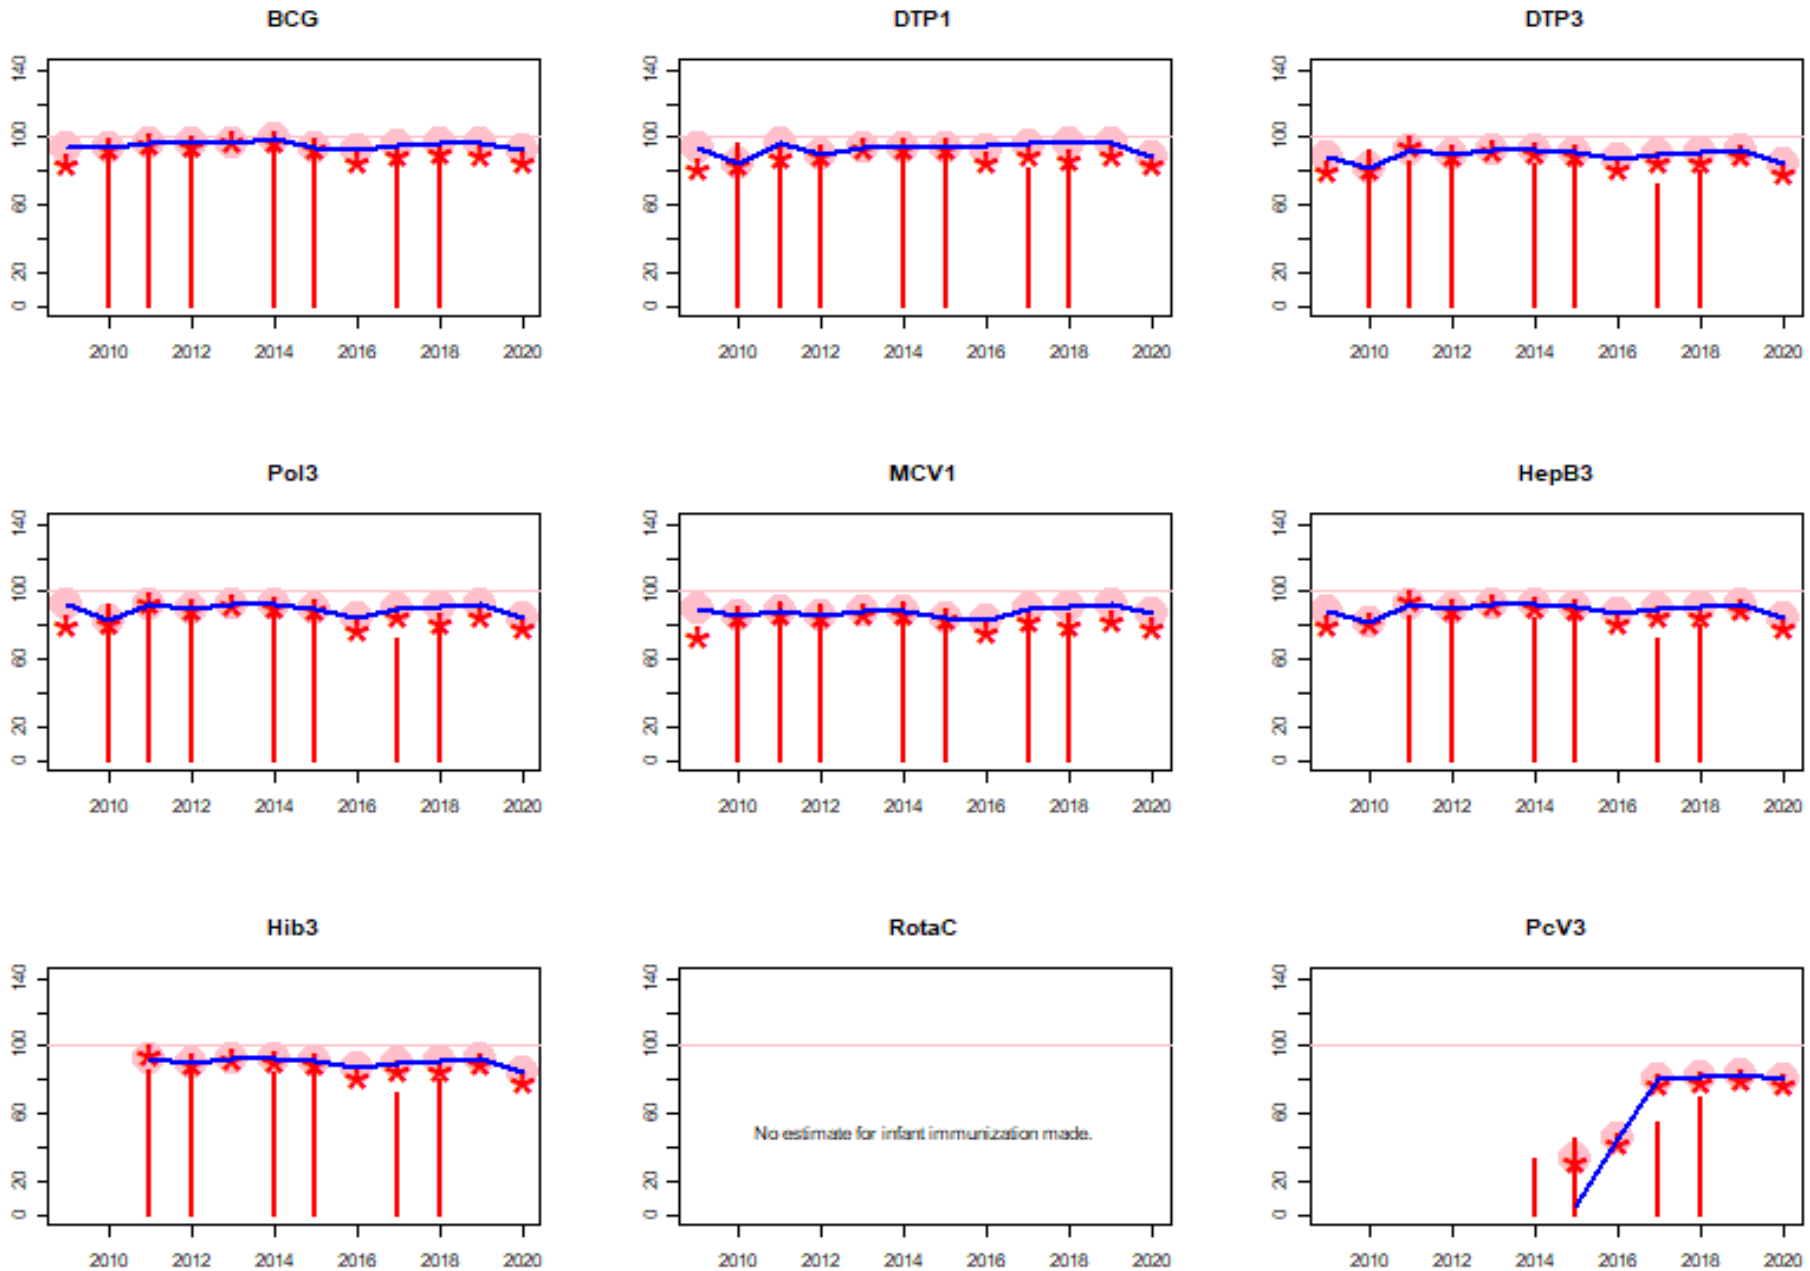 BCG DTP1 DTP3
140 140 140
100 100 100
60 60 60
20 20 20
0 0 0
2010 2012 2014 2016 2018 2020 2010 2012 2014 2016 2018 2020 2010 2012 2014 2016 2018 2020
Pol3 MCV1 HepB3
140 140 140
100 100 100
60 60 60
20 20 20
0 0 0
2010 2012 2014 2016 2018 2020 2010 2012 2014 2016 2018 2020 2010 2012 2014 2016 2018 2020
Hib3 RotaC PcV3
140 140 140
100 100 100
60 60 60
No estimate for infant immunization made.
20 20 20
0 0 0
2010 2012 2014 2016 2018 2020 2010 2012 2014 2016 2018 2020 2010 2012 2014 2016 2018 2020